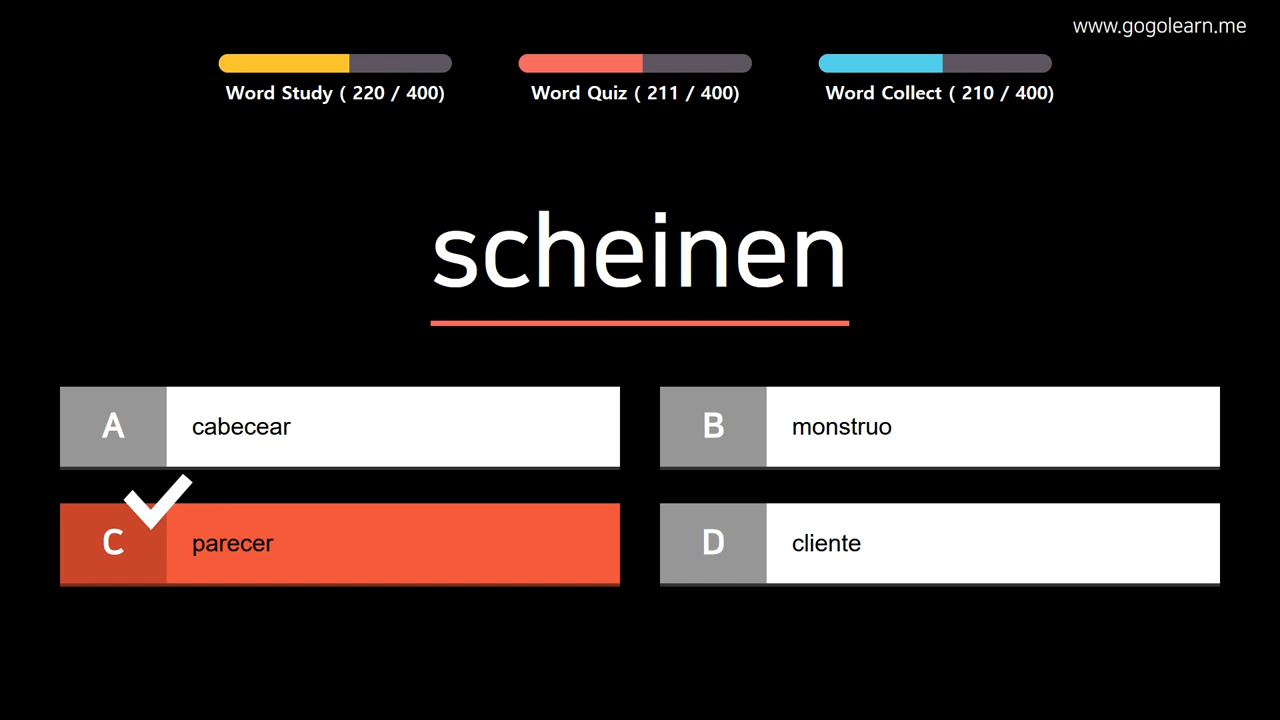 www.gogolearn.me
Word Study ( 220 / 400)
Word Quiz ( 211 / 400)
Word Collect ( 210 / 400)
scheinen
A cabecear
B monstruo
C parecer
D cliente